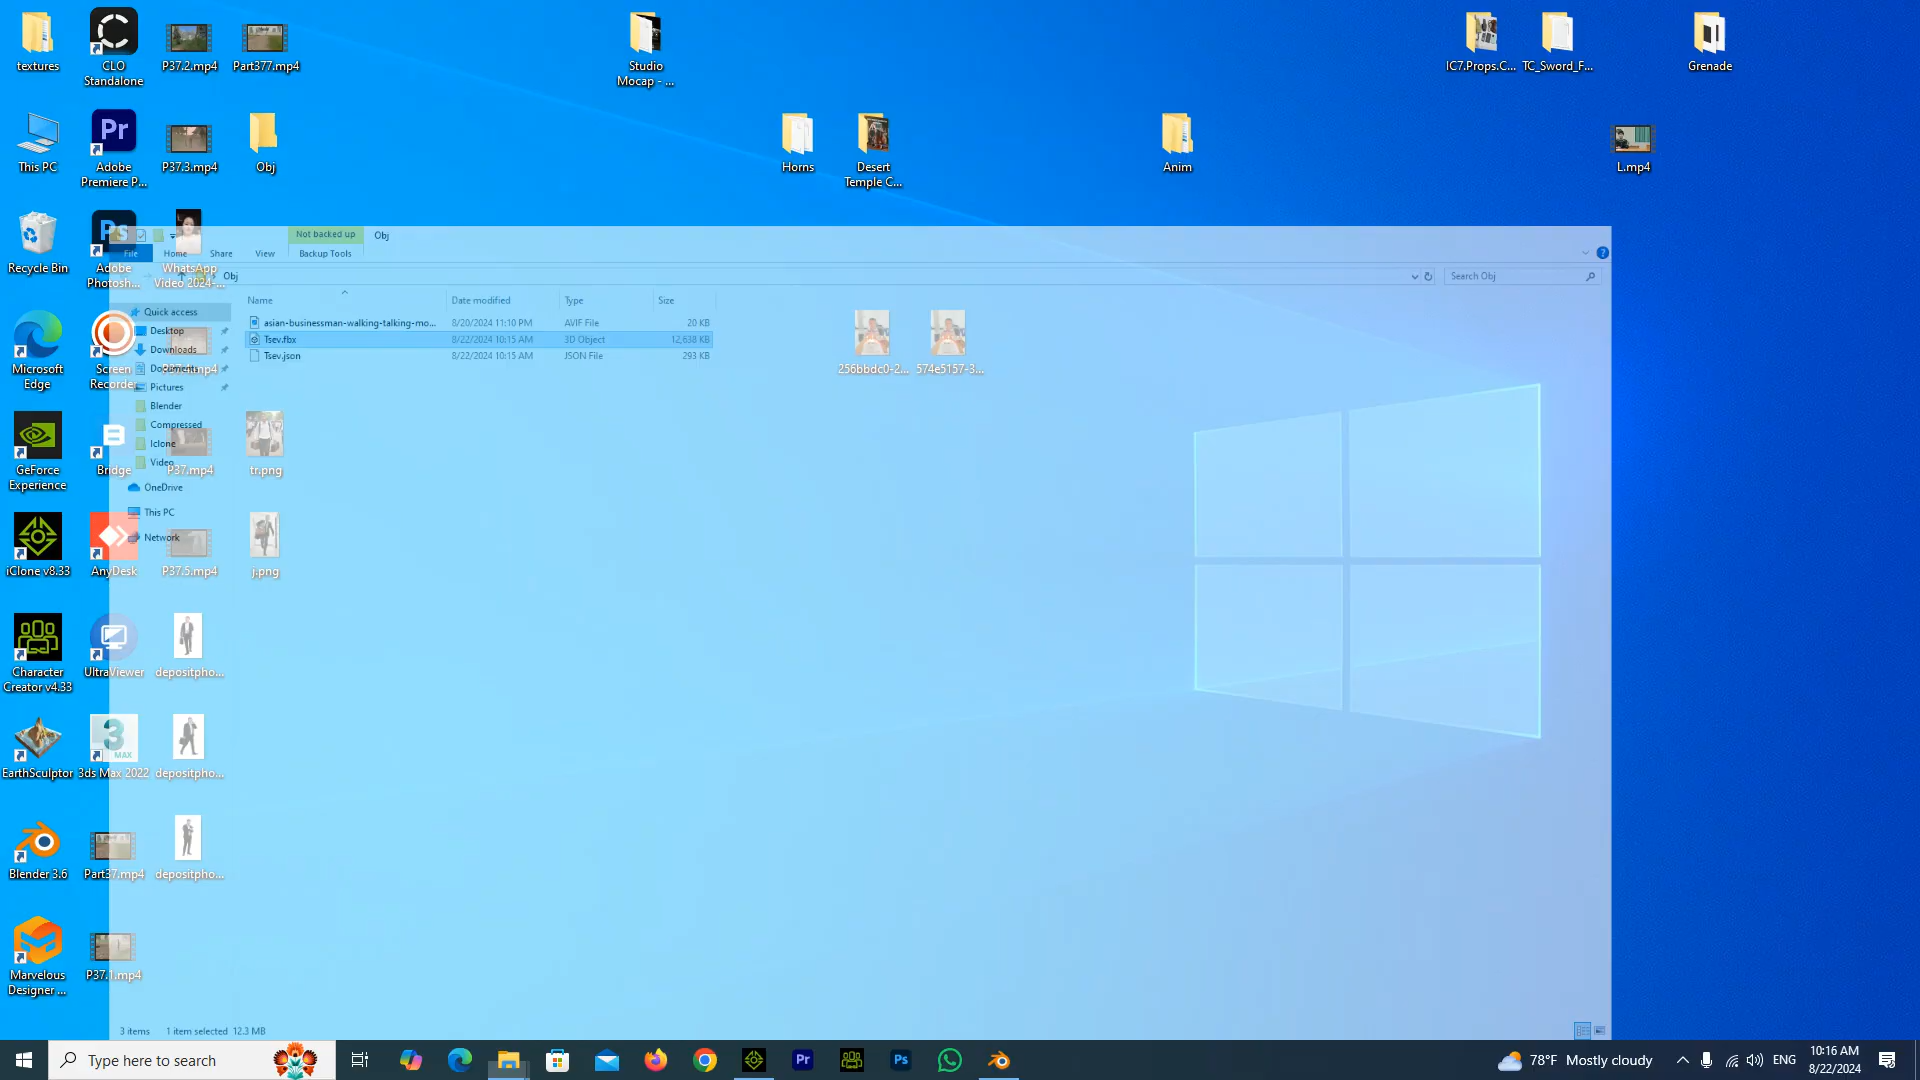 textures
CLO
Standalone
P37.2.mp4
Part377.mp4
Studio
Mocap - ...
IC7.Props.C...
TC_Sword_F...
Grenade
This PC
Adobe
Premiere P...
P37.3.mp4
Obj
Horns
Desert
Temple C...
Anim
L.mp4
Recycle Bin
Adobe
Photosh...
WhatsApp
Video 2024-...
Not backed up
Obj
File
Home
Share
View
Backup Tools
Obj
Search Obj
Name
Date modified
Type
Size
asian-businessman-walking-talking-mo...
8/20/2024 11:10 PM
AVIF File
20 KB
Tsev.fbx
8/22/2024 10:15 AM
3D Object
12,638 KB
Tsev.json
8/22/2024 10:15 AM
JSON File
293 KB
Quick access
Desktop
Downloads
Documents
Pictures
Blender
Compressed
Iclone
Video
OneDrive
This PC
Network
Microsoft
Edge
Screen
Recorder
256bbdc0-2...
574e5157-3...
GeForce
Experience
Bridge
P37.mp4
tr.png
iClone v8.33
AnyDesk
P37.5.mp4
j.png
Character
Creator v4.33
UltraViewer
depositpho...
EarthSculptor
3ds Max 2022
depositpho...
Blender 3.6
Part37.mp4
depositpho...
Marvelous
Designer ...
P37.1.mp4
3 items
1 item selected
12.3 MB
Type here to search
78°F Mostly cloudy
ENG
10:16 AM
8/22/2024